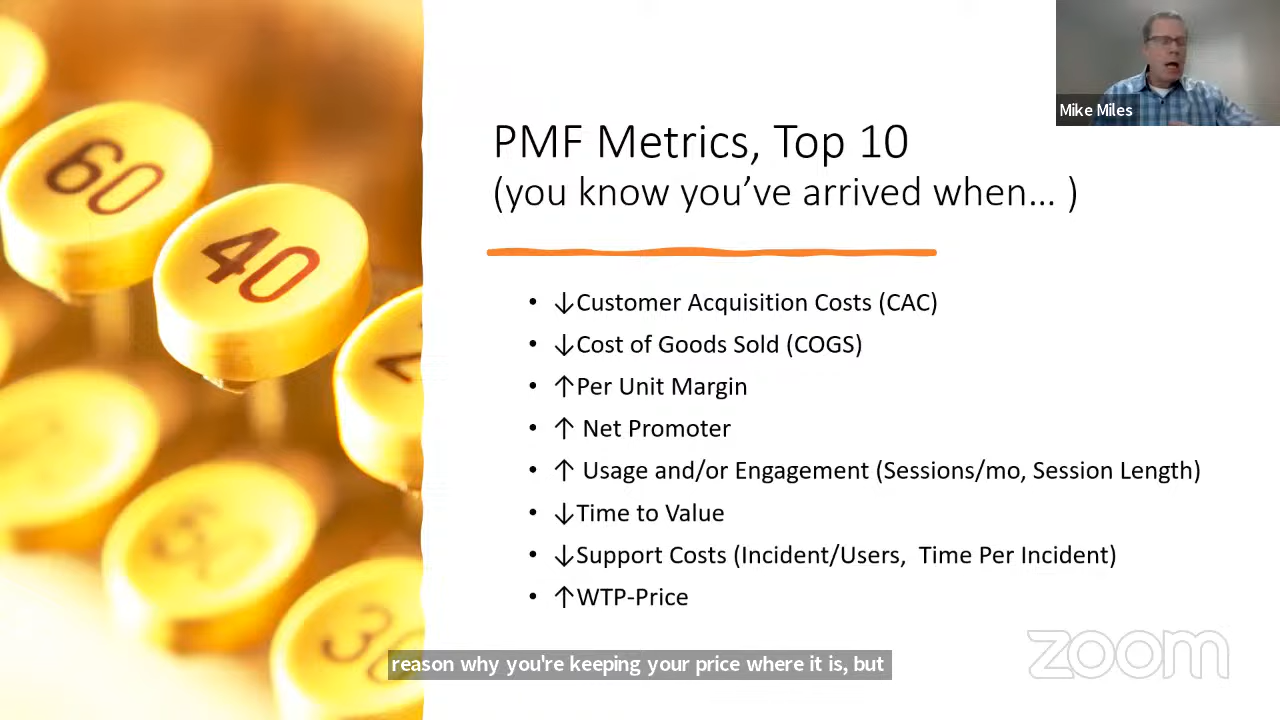 60
40
30
Mike Miles
PMF Metrics, Top 10
(you know you’ve arrived when... )
• ↓Customer Acquisition Costs (CAC)
• ↓Cost of Goods Sold (COGS)
• ↑Per Unit Margin
• ↑ Net Promoter
• ↑ Usage and/or Engagement (Sessions/mo, Session Length)
• ↓Time to Value
• ↓Support Costs (Incident/Users,  Time Per Incident)
• ↑WTP-Price
reason why you're keeping your price where it is, but
zoom